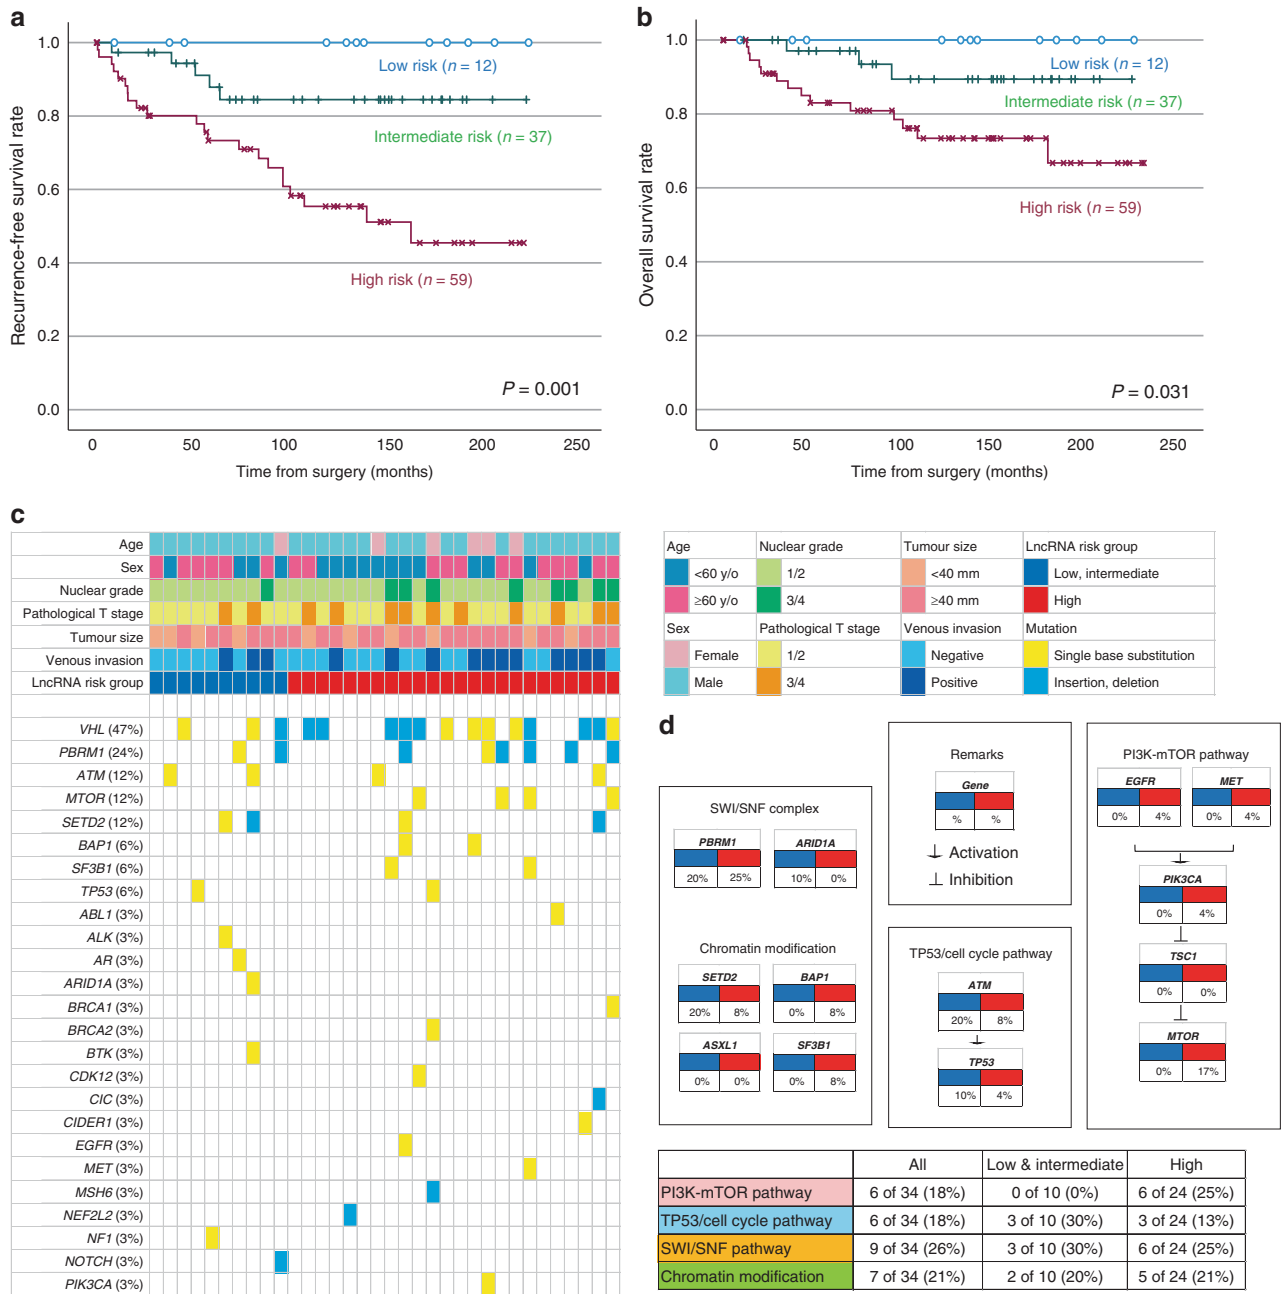 a
Recurrence-free survival rate
1.0
0.8
0.6
0.4
0.2
0.0
Low risk (n = 12)
Intermediate risk (n = 37)
High risk (n = 59)
P = 0.001
0 50 100 150 200 250
Time from surgery (months)
b
Overall survival rate
1.0
0.8
0.6
0.4
0.2
0.0
Low risk (n = 12)
Intermediate risk (n = 37)
High risk (n = 59)
P = 0.031
0 50 100 150 200 250
Time from surgery (months)
c
Age
Sex
Nuclear grade
Pathological T stage
Tumour size
Venous invasion
LncRNA risk group
VHL (47%)
PBRM1 (24%)
ATM (12%)
MTOR (12%)
SETD2 (12%)
BAP1 (6%)
SF3B1 (6%)
TP53 (6%)
ABL1 (3%)
ALK (3%)
AR (3%)
ARID1A (3%)
BRCA1 (3%)
BRCA2 (3%)
BTK (3%)
CDK12 (3%)
CIC (3%)
CIDER1 (3%)
EGFR (3%)
MET (3%)
MSH6 (3%)
NEF2L2 (3%)
NF1 (3%)
NOTCH (3%)
PIK3CA (3%)
Age Nuclear grade Tumour size LncRNA risk group
<60 y/o 1/2 <40 mm Low, intermediate
≥60 y/o 3/4 ≥40 mm High
Sex Pathological T stage Venous invasion Mutation
Female 1/2 Negative Single base substitution
Male 3/4 Positive Insertion, deletion
d
SWI/SNF complex
PBRM1 ARID1A
20% 25% 10% 0%
Chromatin modification
SETD2 BAP1
20% 8% 0% 8%
ASXL1 SF3B1
0% 0% 0% 8%
Remarks
Gene
% %
Activation
Inhibition
TP53/cell cycle pathway
ATM
20% 8%
TP53
10% 4%
PI3K-mTOR pathway
EGFR MET
0% 4% 0% 4%
PIK3CA
0% 4%
TSC1
0% 0%
MTOR
0% 17%
All Low & intermediate High
PI3K-mTOR pathway 6 of 34 (18%) 0 of 10 (0%) 6 of 24 (25%)
TP53/cell cycle pathway 6 of 34 (18%) 3 of 10 (30%) 3 of 24 (13%)
SWI/SNF pathway 9 of 34 (26%) 3 of 10 (30%) 6 of 24 (25%)
Chromatin modification 7 of 34 (21%) 2 of 10 (20%) 5 of 24 (21%)